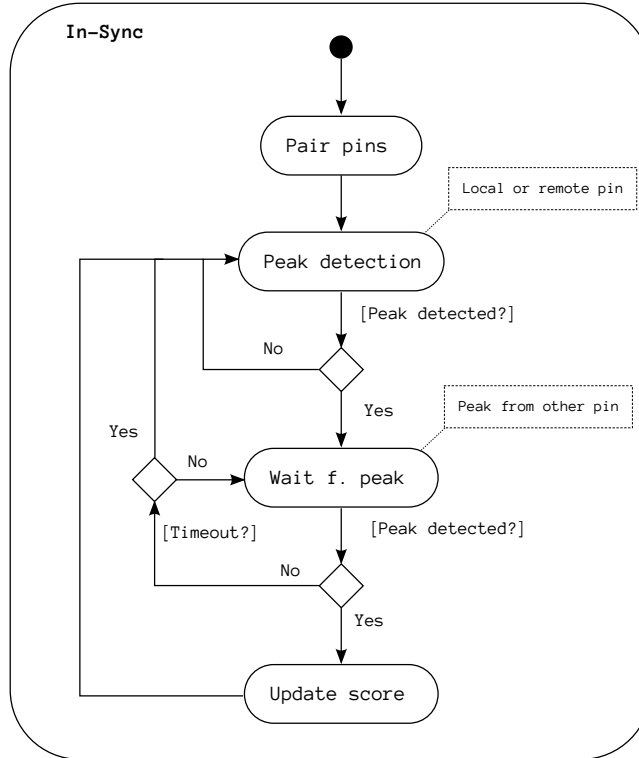 In-Sync
Pair pins
Local or remote pin
Peak detection
[Peak detected?]
No
Yes
Peak from other pin
Yes
No
Wait f. peak
[Timeout?]
[Peak detected?]
No
Yes
Update score